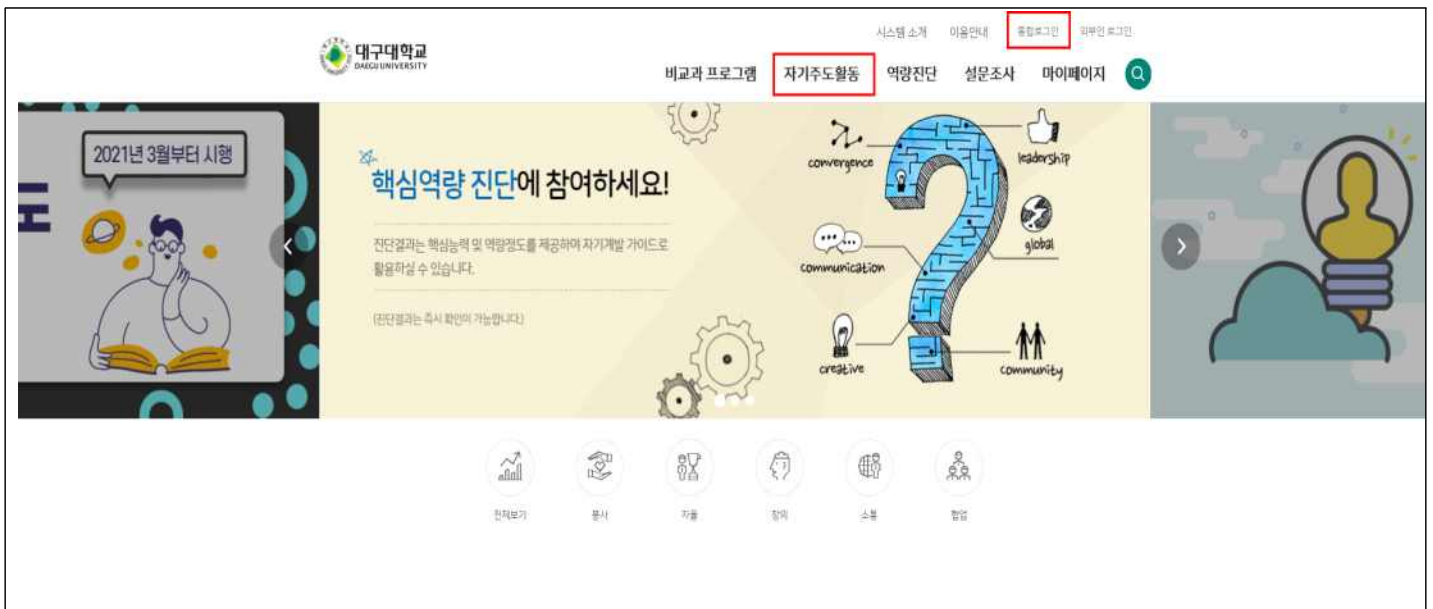 시스템 소개 이용안내 통합로그인 외부인 로그인
대구대학교
DAEGU UNIVERSITY
비교과 프로그램 자기주도활동 역량진단 설문조사 마이페이지
2021년 3월부터 시행
핵심역량 진단에 참여하세요!
진단결과는 핵심능력 및 역량정도를 제공하여 자기계발 가이드로
활용하실 수 있습니다.
(진단결과는 즉시 확인이 가능합니다.)
convergence
leadership
communication
global
creative
community
전체보기 봉사 자율 창의 소통 협업